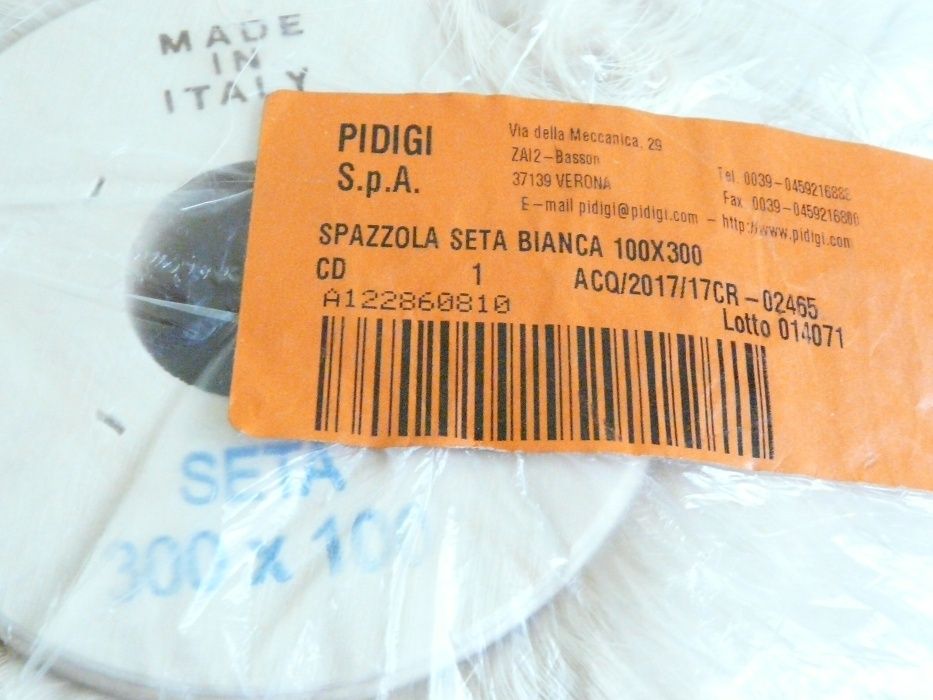 MADE
IN
ITALY
PIDIGI
S.p.A.
Via della Meccanica, 29
ZAI2-Basson
37139 VERONA
E-mail pidigi@pidigi.com - http://www.pidigi.com
Tel. 0039-0459216888
Fax 0039-0459216880
SPAZZOLA SETA BIANCA 100X300
CD 1 ACQ/2017/17CR-02465
A122860810 Lotto 014071
SETA
300 x 100